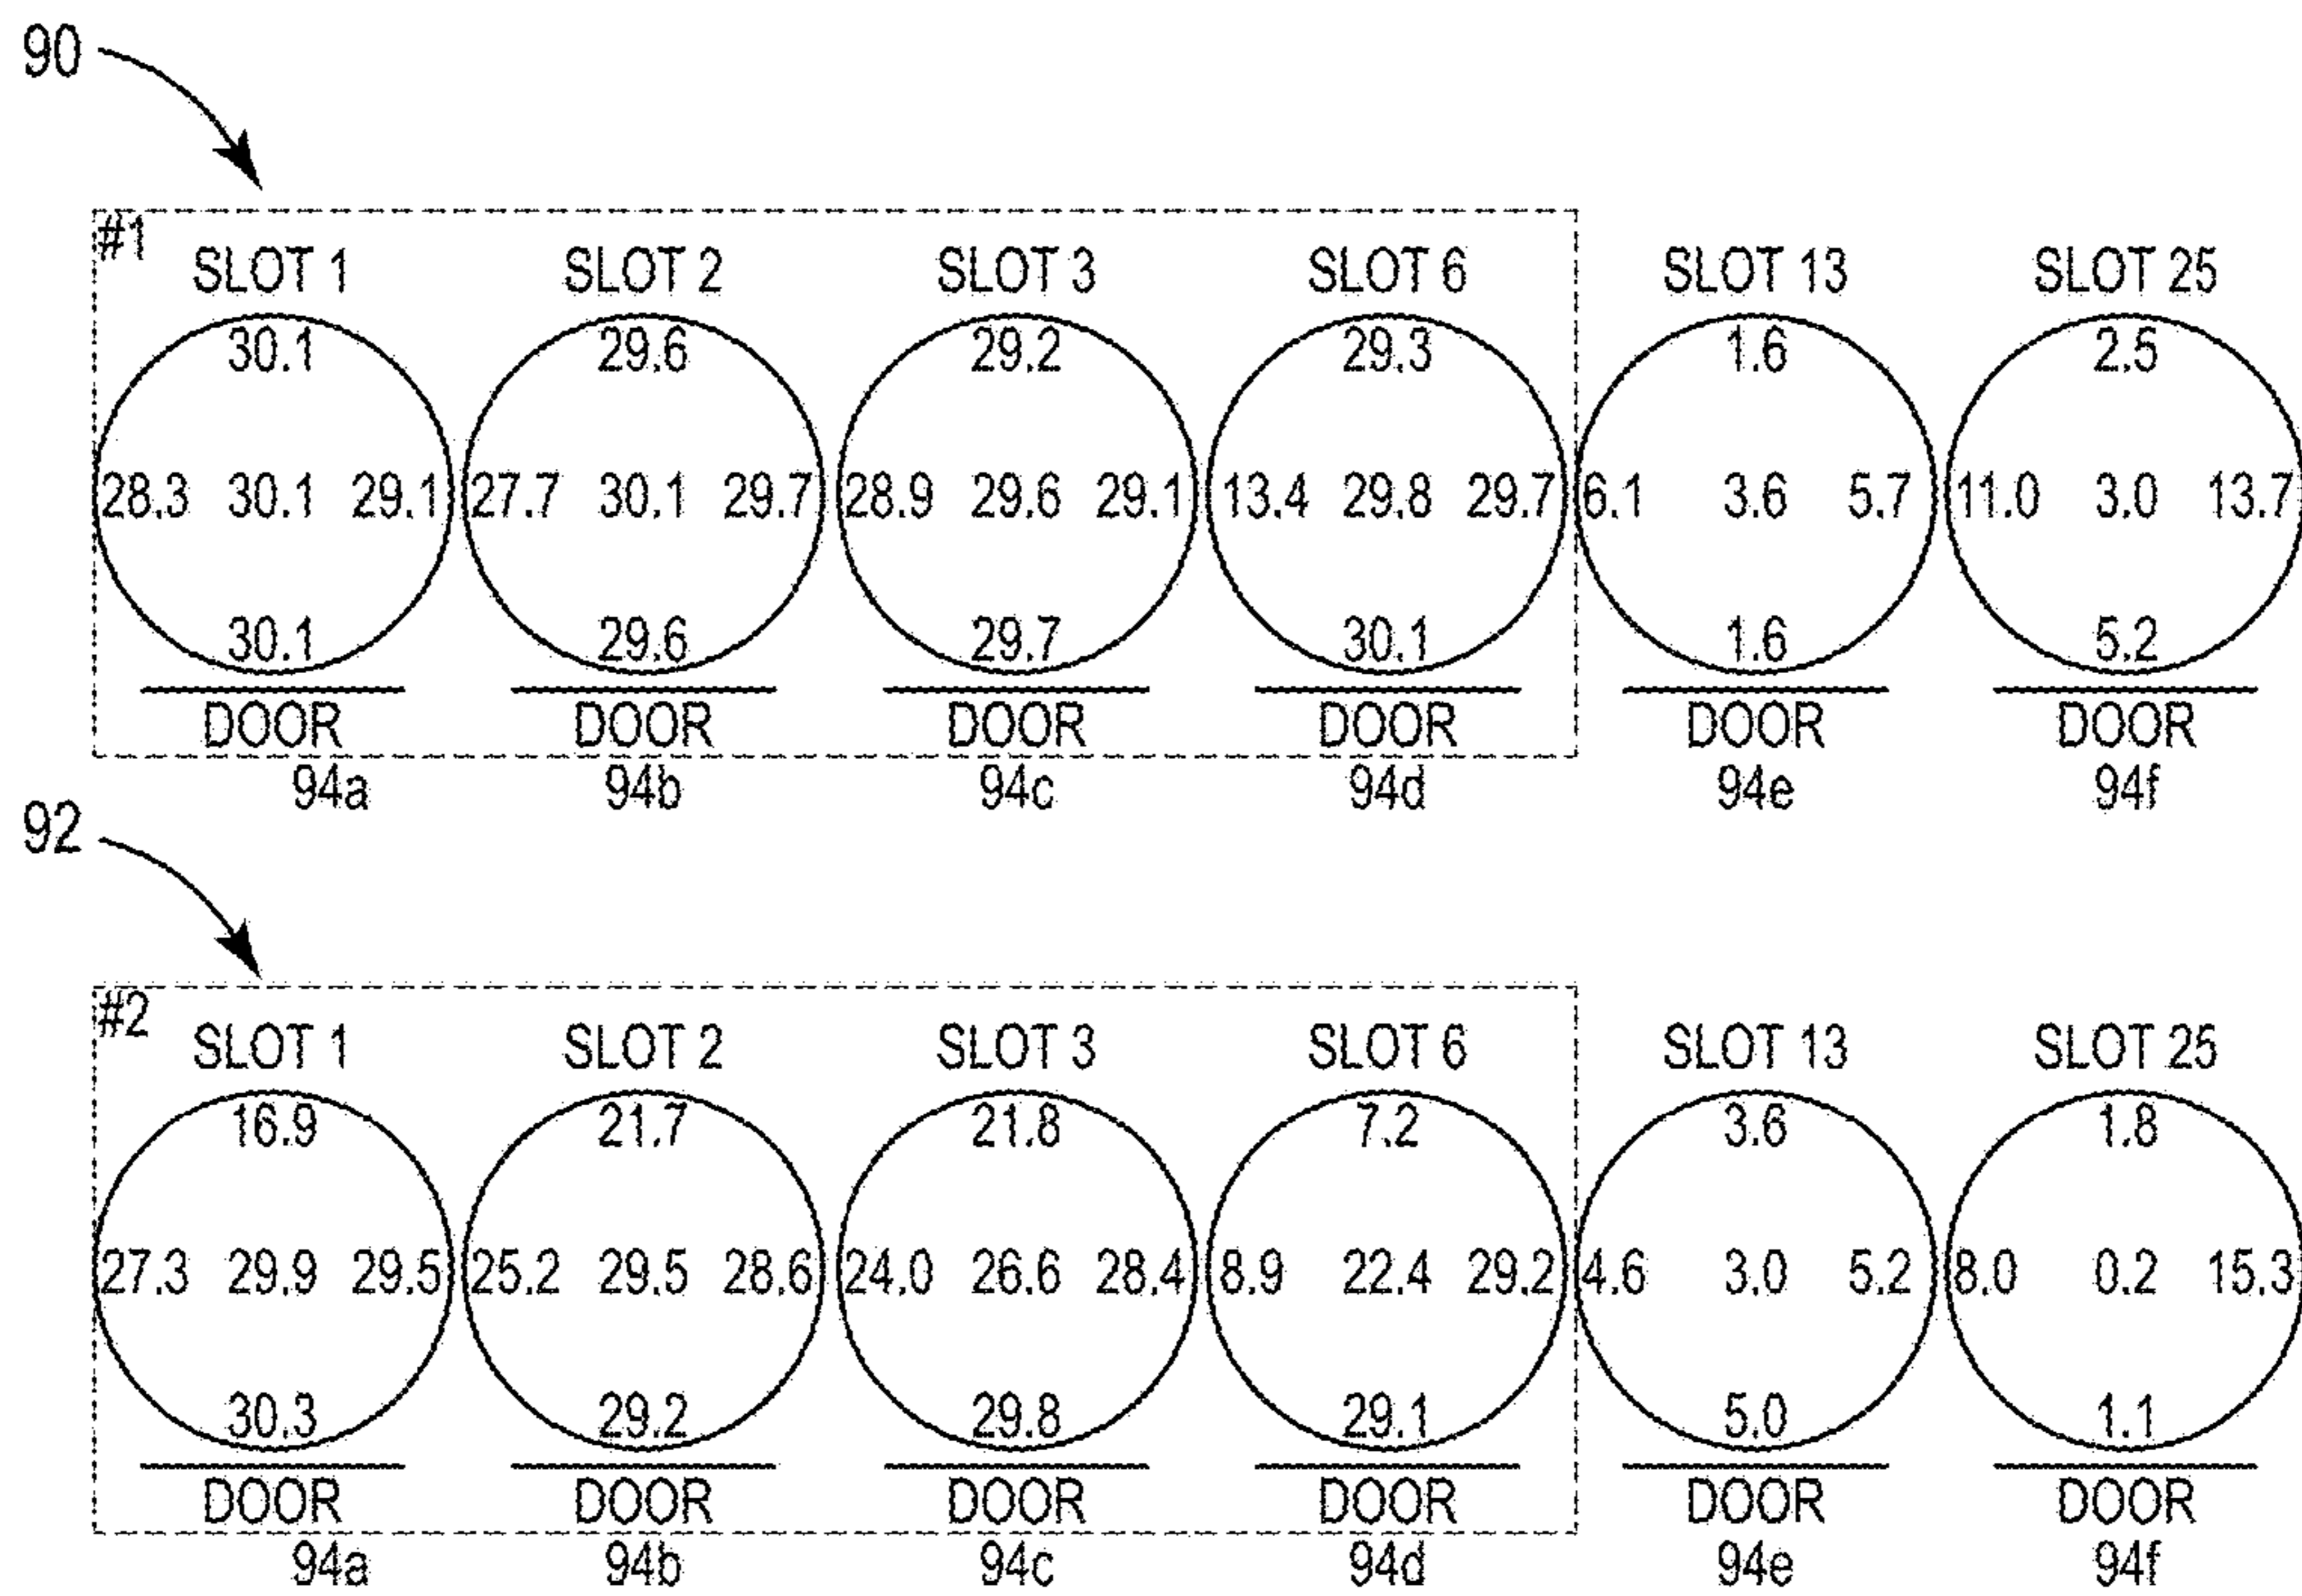 90
#1
SLOT 1 SLOT 2 SLOT 3 SLOT 6 SLOT 13 SLOT 25
30.1 29.6 29.2 29.3 1.6 2.5
28.3 30.1 29.1 27.7 30.1 29.7 28.9 29.6 29.1 13.4 29.8 29.7 6.1 3.6 5.7 11.0 3.0 13.7
30.1 29.6 29.7 30.1 1.6 5.2
DOOR DOOR DOOR DOOR DOOR DOOR
94a 94b 94c 94d 94e 94f
92
#2
SLOT 1 SLOT 2 SLOT 3 SLOT 6 SLOT 13 SLOT 25
16.9 21.7 21.8 7.2 3.6 1.8
27.3 29.9 29.5 25.2 29.5 28.6 24.0 26.6 28.4 8.9 22.4 29.2 4.6 3.0 5.2 8.0 0.2 15.3
30.3 29.2 29.8 29.1 5.0 1.1
DOOR DOOR DOOR DOOR DOOR DOOR
94a 94b 94c 94d 94e 94f